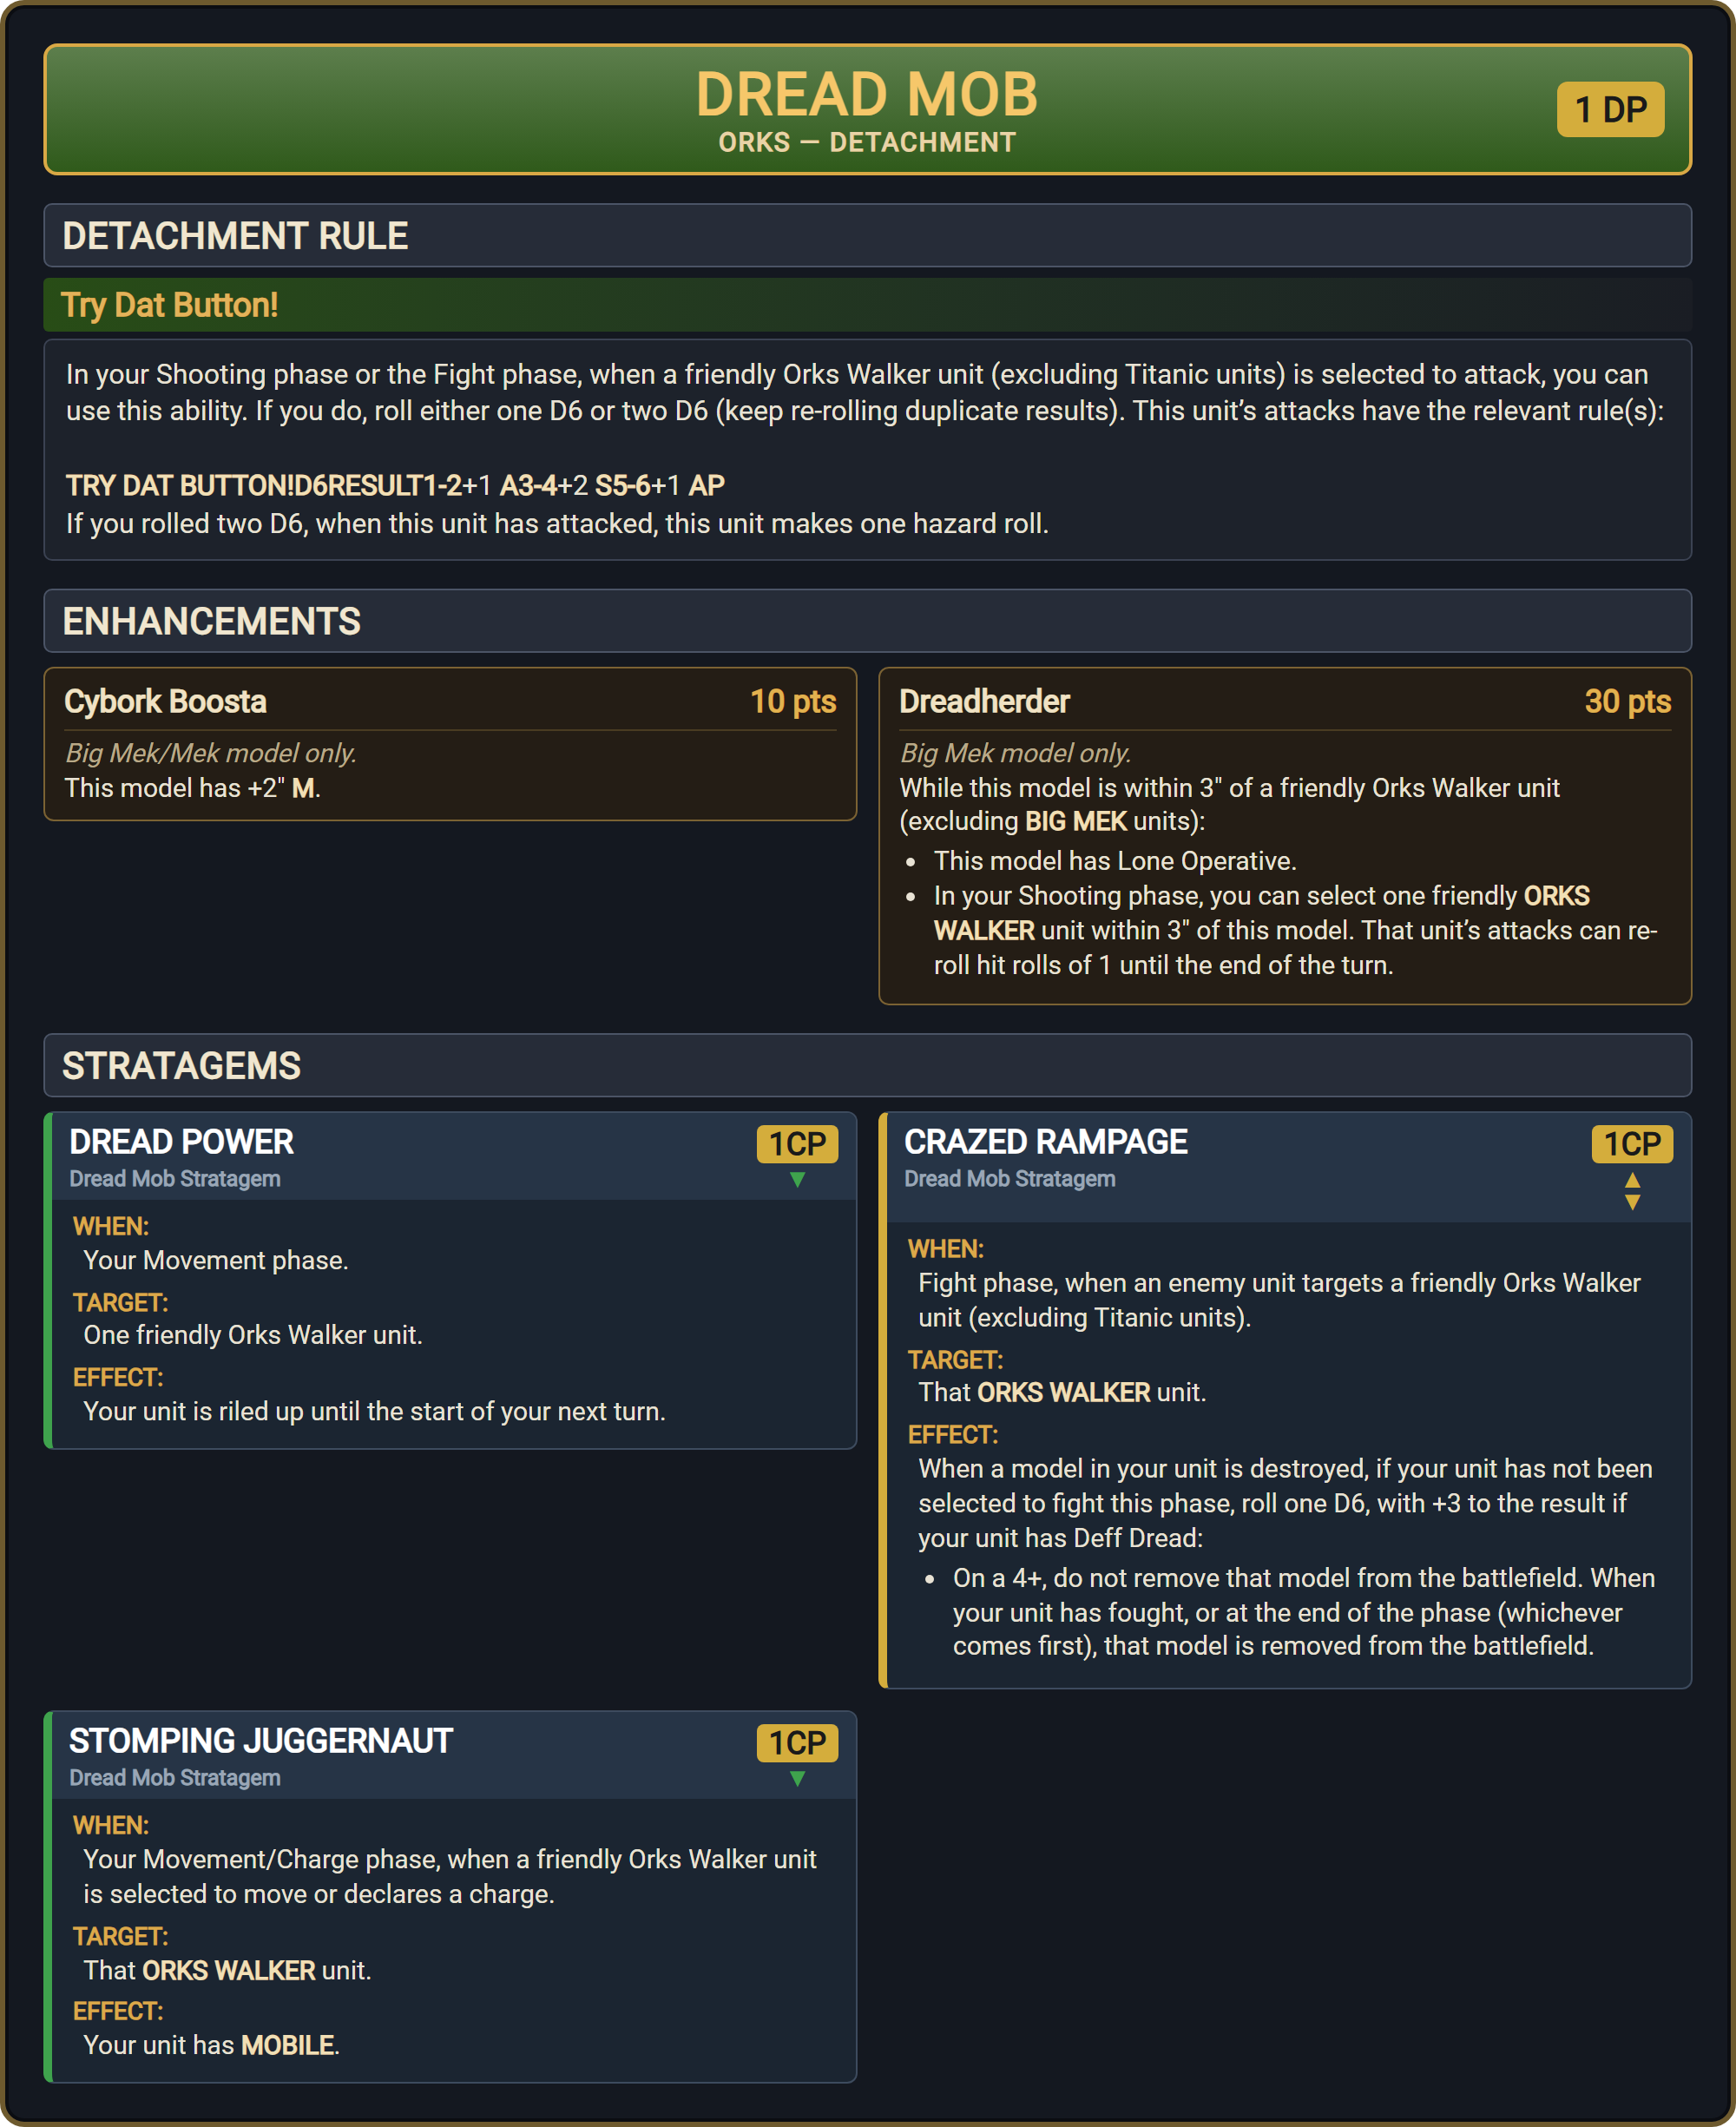 DREAD MOB
ORKS — DETACHMENT
1 DP
DETACHMENT RULE
Try Dat Button!
In your Shooting phase or the Fight phase, when a friendly Orks Walker unit (excluding Titanic units) is selected to attack, you can
use this ability. If you do, roll either one D6 or two D6 (keep re-rolling duplicate results). This unit’s attacks have the relevant rule(s):
TRY DAT BUTTON!D6RESULT1-2+1 A3-4+2 S5-6+1 AP
If you rolled two D6, when this unit has attacked, this unit makes one hazard roll.
ENHANCEMENTS
Cybork Boosta 10 pts
Big Mek/Mek model only.
This model has +2" M.
Dreadherder 30 pts
Big Mek model only.
While this model is within 3" of a friendly Orks Walker unit
(excluding BIG MEK units):
• This model has Lone Operative.
• In your Shooting phase, you can select one friendly ORKS
WALKER unit within 3" of this model. That unit’s attacks can re-
roll hit rolls of 1 until the end of the turn.
STRATAGEMS
DREAD POWER 1CP
Dread Mob Stratagem ▼
WHEN:
Your Movement phase.
TARGET:
One friendly Orks Walker unit.
EFFECT:
Your unit is riled up until the start of your next turn.
CRAZED RAMPAGE 1CP
Dread Mob Stratagem ▲
▼
WHEN:
Fight phase, when an enemy unit targets a friendly Orks Walker
unit (excluding Titanic units).
TARGET:
That ORKS WALKER unit.
EFFECT:
When a model in your unit is destroyed, if your unit has not been
selected to fight this phase, roll one D6, with +3 to the result if
your unit has Deff Dread:
• On a 4+, do not remove that model from the battlefield. When
your unit has fought, or at the end of the phase (whichever
comes first), that model is removed from the battlefield.
STOMPING JUGGERNAUT 1CP
Dread Mob Stratagem ▼
WHEN:
Your Movement/Charge phase, when a friendly Orks Walker unit
is selected to move or declares a charge.
TARGET:
That ORKS WALKER unit.
EFFECT:
Your unit has MOBILE.